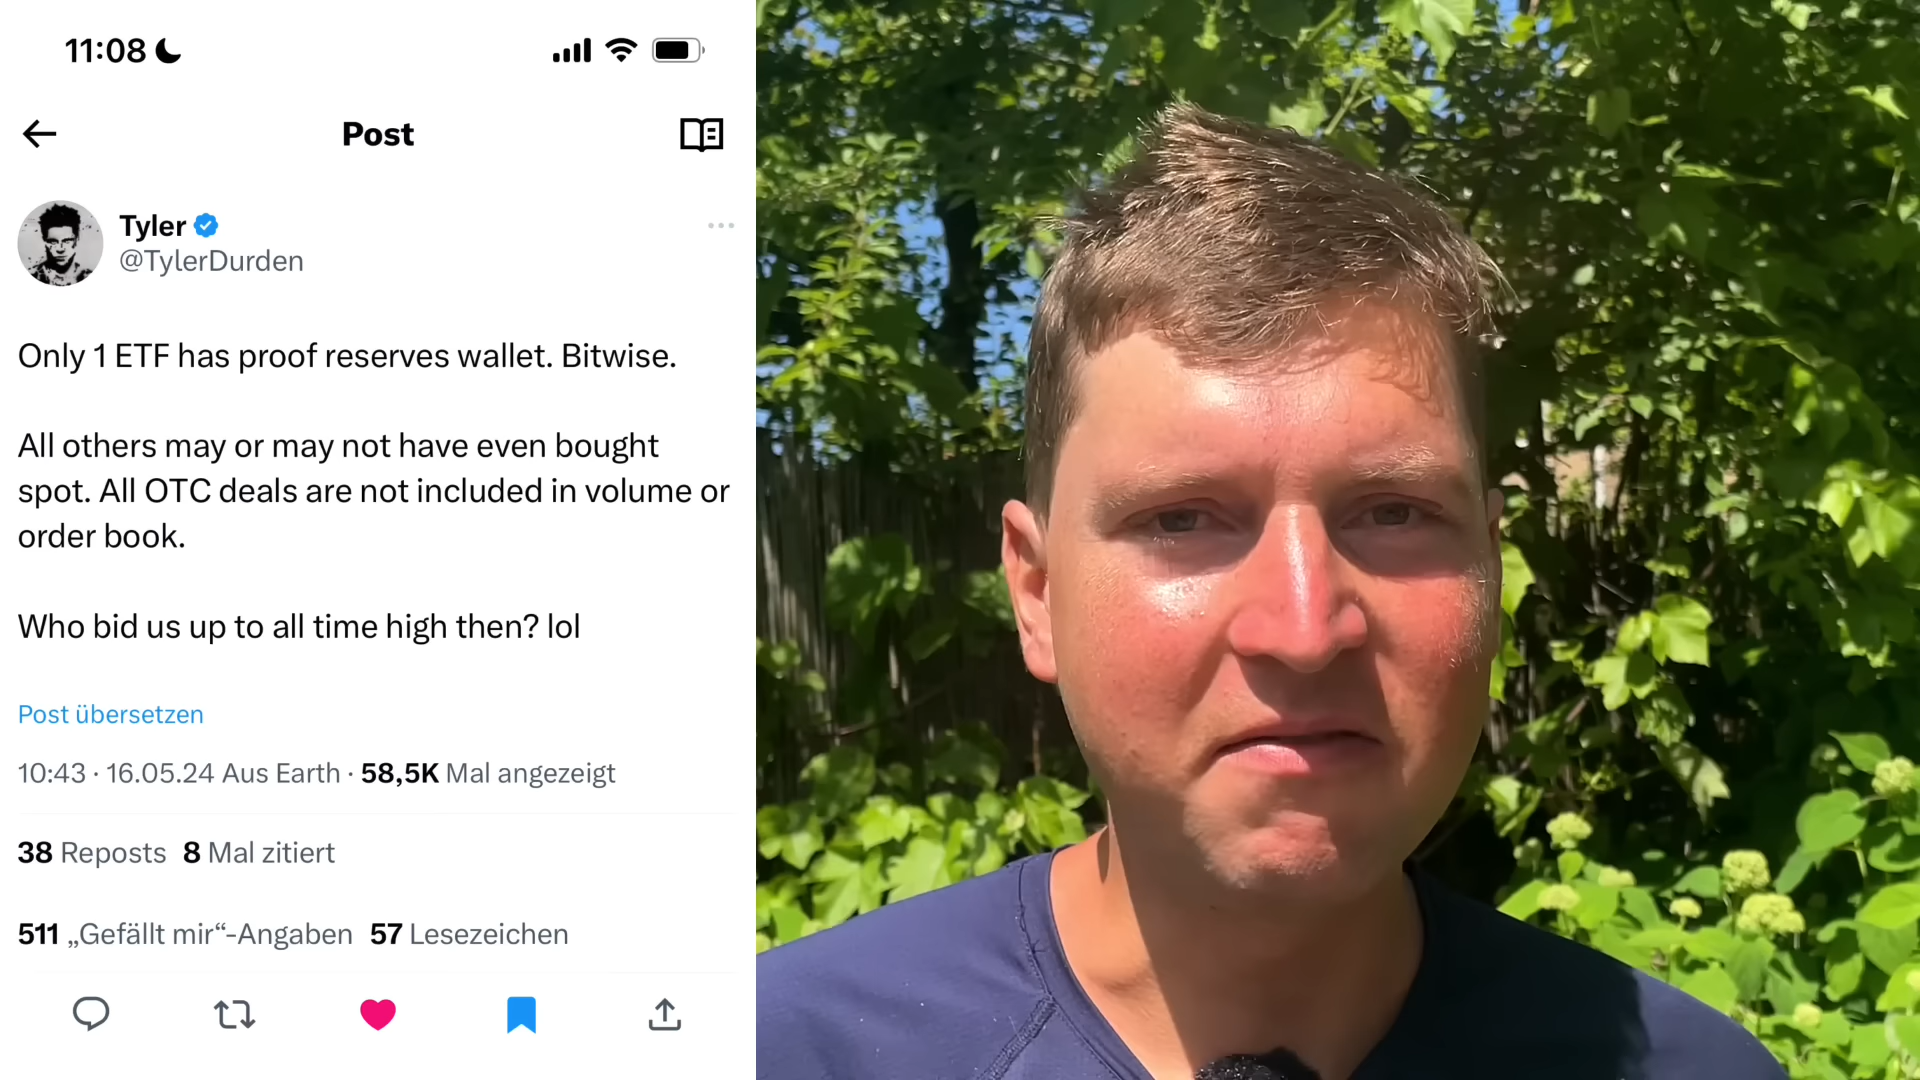 11:08
Post
Tyler
@TylerDurden
Only 1 ETF has proof reserves wallet. Bitwise.
All others may or may not have even bought
spot. All OTC deals are not included in volume or
order book.
Who bid us up to all time high then? lol
Post übersetzen
10:43 · 16.05.24 Aus Earth · 58,5K Mal angezeigt
38 Reposts 8 Mal zitiert
511 „Gefällt mir“-Angaben 57 Lesezeichen